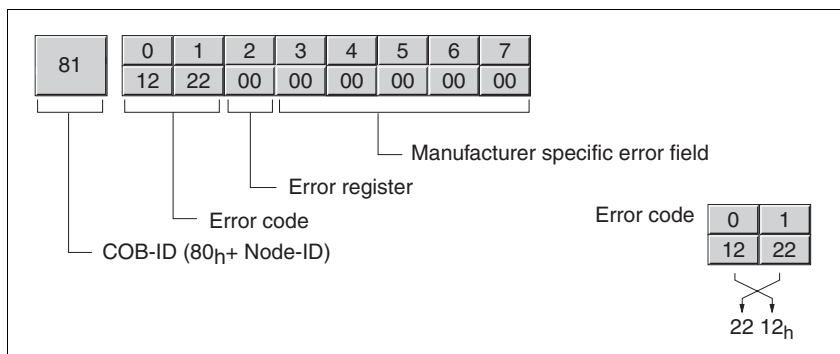 81
0 1 2 3 4 5 6 7
12 22 00 00 00 00 00 00
Manufacturer specific error field
Error register
Error code
COB-ID (80h+ Node-ID)
Error code
0 1
12 22
22 12h